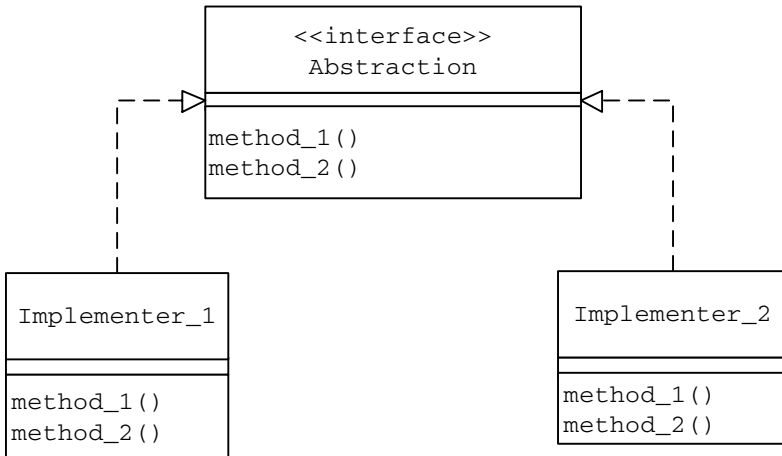 <<interface>>
Abstraction
method_1()
method_2()
Implementer_1
method_1()
method_2()
Implementer_2
method_1()
method_2()